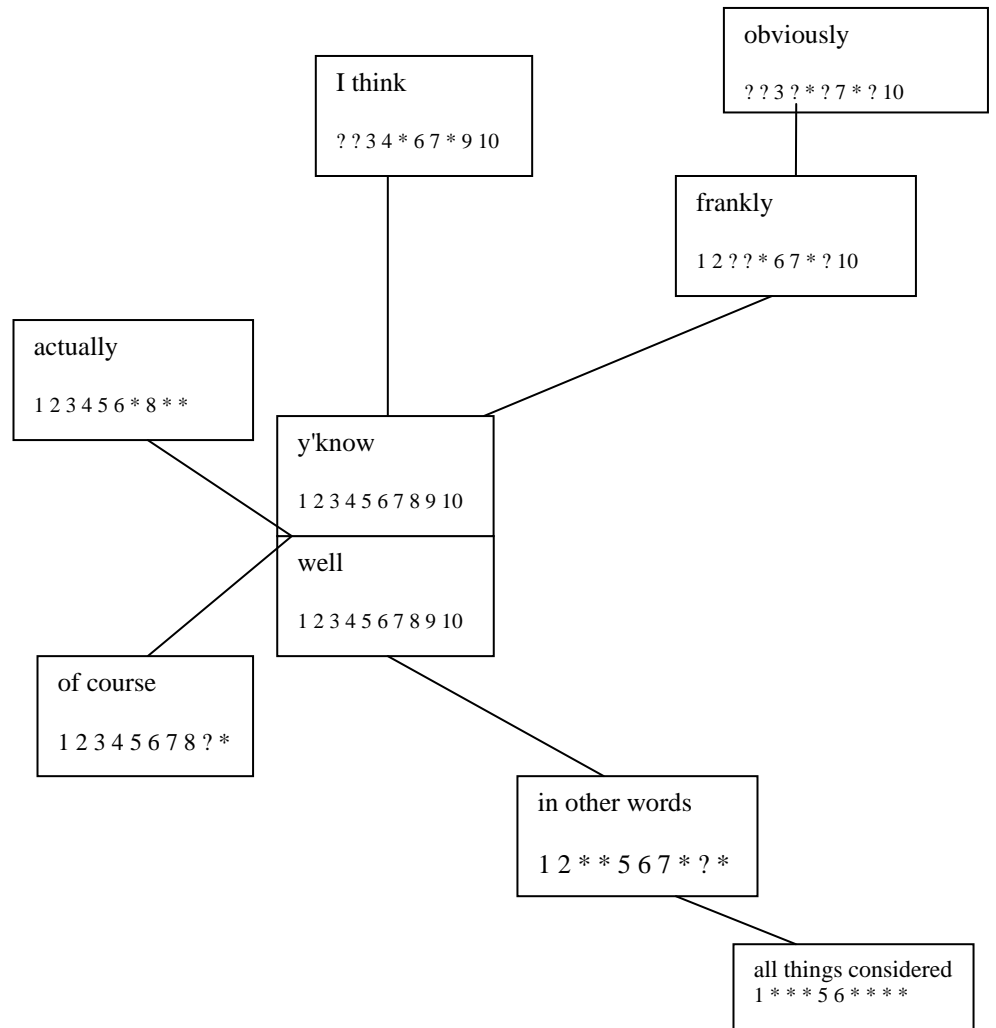 obviously
? ? 3 ? * ? 7 * ? 10
I think
? ? 3 4 * 6 7 * 9 10
frankly
1 2 ? ? * 6 7 * ? 10
actually
1 2 3 4 5 6 * 8 * *
y'know
1 2 3 4 5 6 7 8 9 10
well
1 2 3 4 5 6 7 8 9 10
of course
1 2 3 4 5 6 7 8 ? *
in other words
1 2 * * 5 6 7 * ? *
all things considered
1 * * * 5 6 * * * *